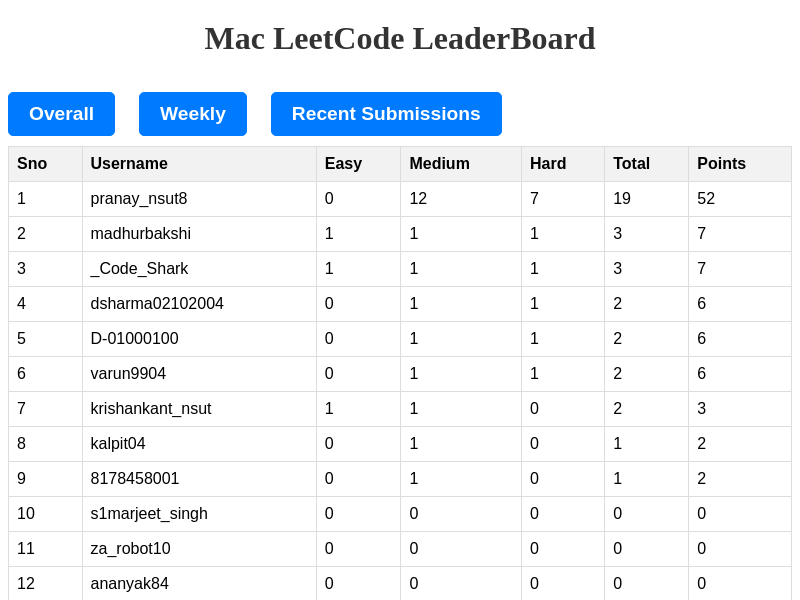 Mac LeetCode LeaderBoard
Overall Weekly Recent Submissions
Sno Username Easy Medium Hard Total Points
1 pranay_nsut8 0 12 7 19 52
2 madhurbakshi 1 1 1 3 7
3 _Code_Shark 1 1 1 3 7
4 dsharma02102004 0 1 1 2 6
5 D-01000100 0 1 1 2 6
6 varun9904 0 1 1 2 6
7 krishankant_nsut 1 1 0 2 3
8 kalpit04 0 1 0 1 2
9 8178458001 0 1 0 1 2
10 s1marjeet_singh 0 0 0 0 0
11 za_robot10 0 0 0 0 0
12 ananyak84 0 0 0 0 0